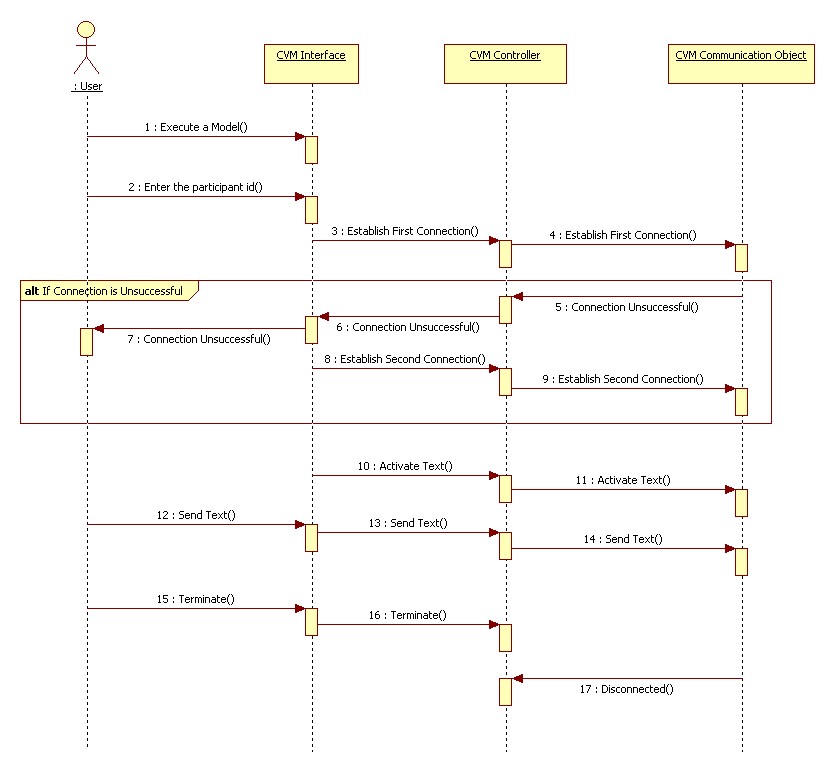 CVM Interface
CVM Controller
CVM Communication Object
: User
1 : Execute a Model()
2 : Enter the participant id()
3 : Establish First Connection()
4 : Establish First Connection()
alt If Connection is Unsuccessful
5 : Connection Unsuccessful()
6 : Connection Unsuccessful()
7 : Connection Unsuccessful()
8 : Establish Second Connection()
9 : Establish Second Connection()
10 : Activate Text()
11 : Activate Text()
12 : Send Text()
13 : Send Text()
14 : Send Text()
15 : Terminate()
16 : Terminate()
17 : Disconnected()